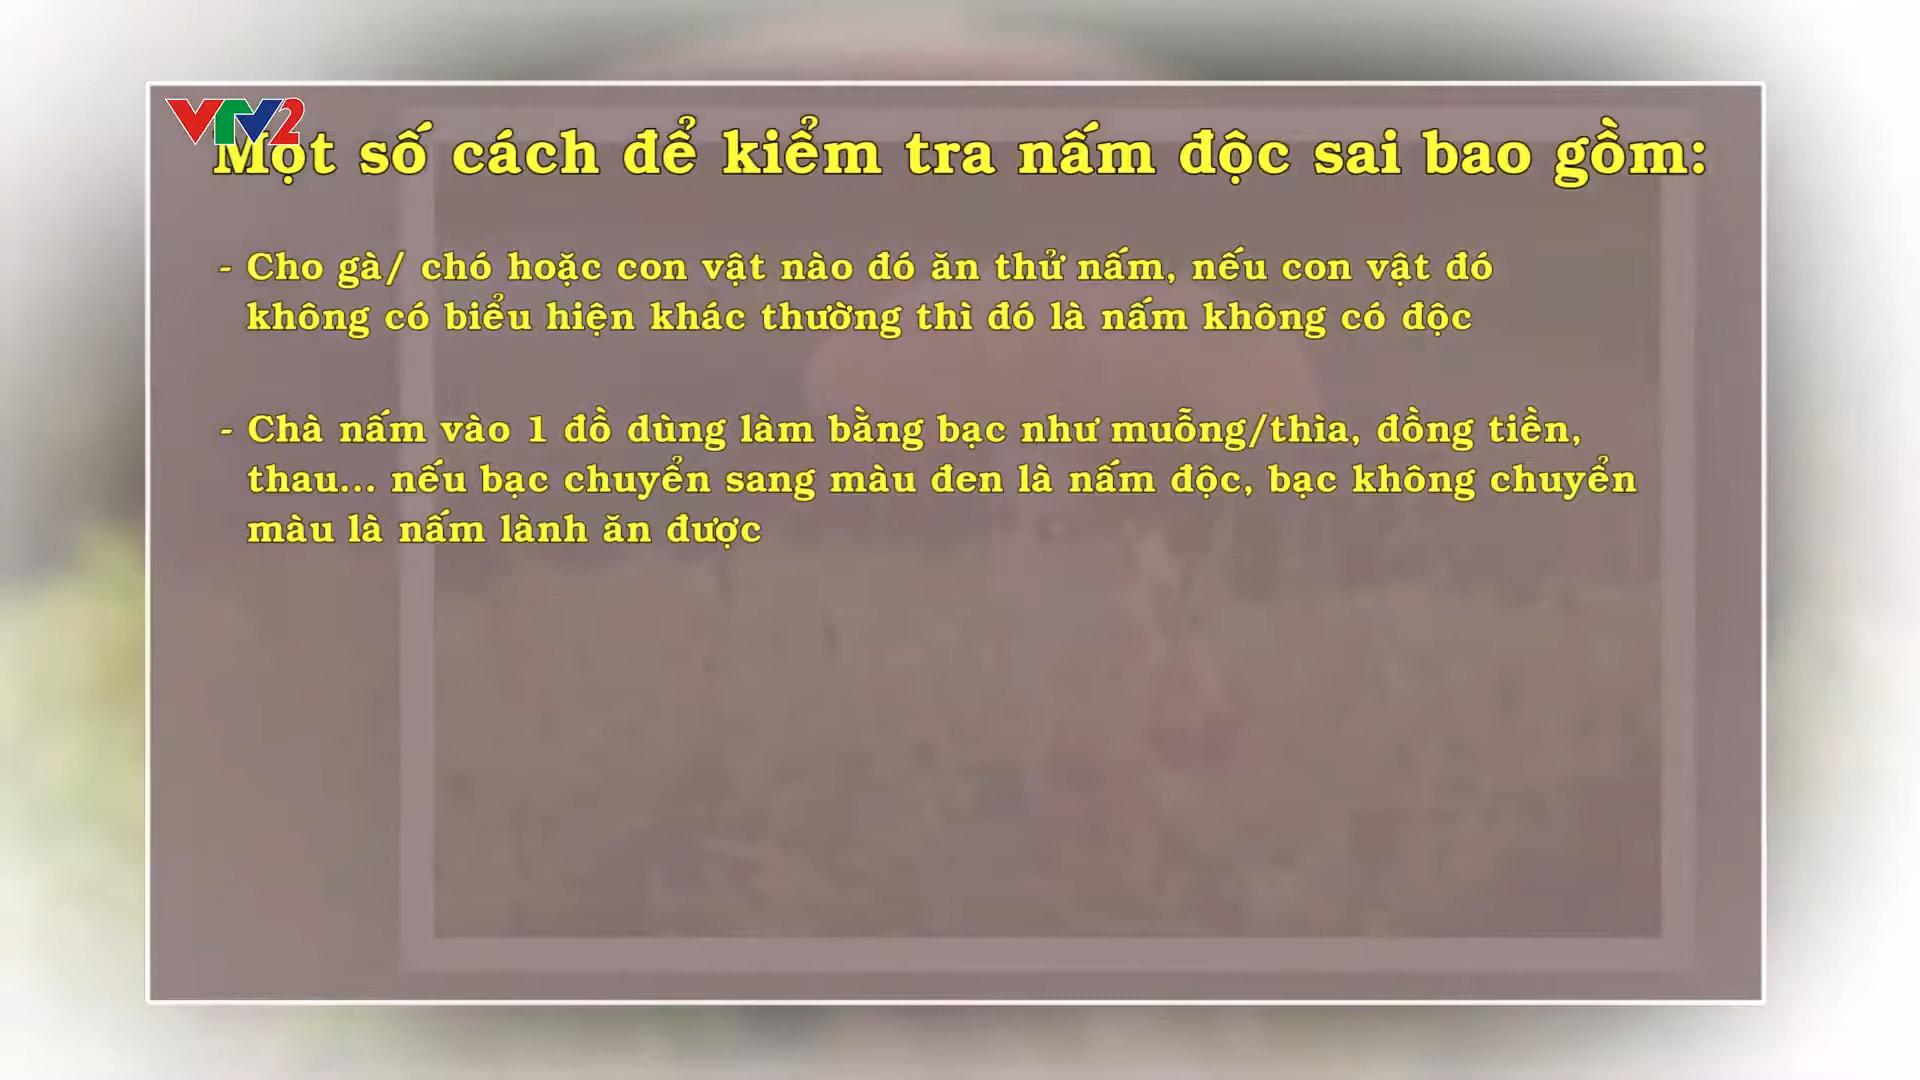 VTV2
Một số cách để kiểm tra nấm độc sai bao gồm:
- Cho gà/ chó hoặc con vật nào đó ăn thử nấm, nếu con vật đó
không có biểu hiện khác thường thì đó là nấm không có độc
- Chà nấm vào 1 đồ dùng làm bằng bạc như muỗng/thìa, đồng tiền,
thau... nếu bạc chuyển sang màu đen là nấm độc, bạc không chuyển
màu là nấm lành ăn được